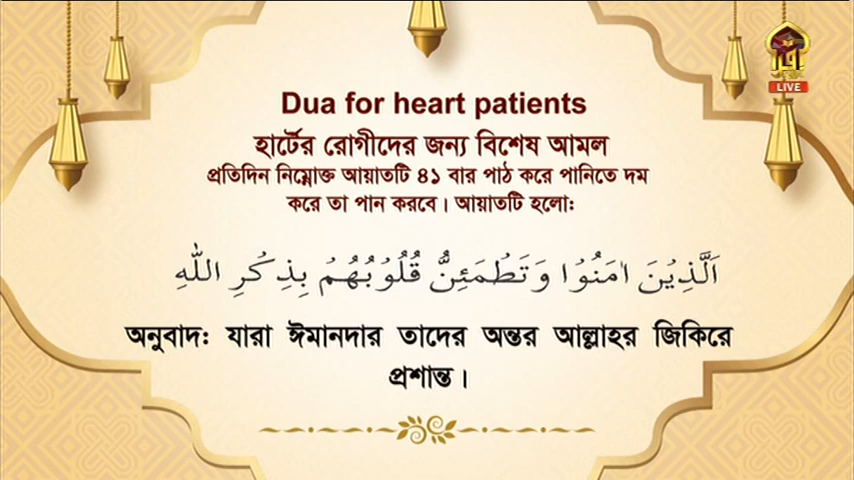 Dua for heart patients
হার্টের রোগীদের জন্য বিশেষ আমল
প্রতিদিন নিম্নোক্ত আয়াতটি ৪১ বার পাঠ করে পানিতে দম
করে তা পান করবে। আয়াতটি হলো:
اَلَّذِيْنَ اٰمَنُوْا وَتَطْمَئِنُّ قُلُوْبُهُمْ بِذِكْرِ اللّٰهِ
অনুবাদ: যারা ঈমানদার তাদের অন্তর আল্লাহর জিকিরে
প্রশান্ত।
LIVE